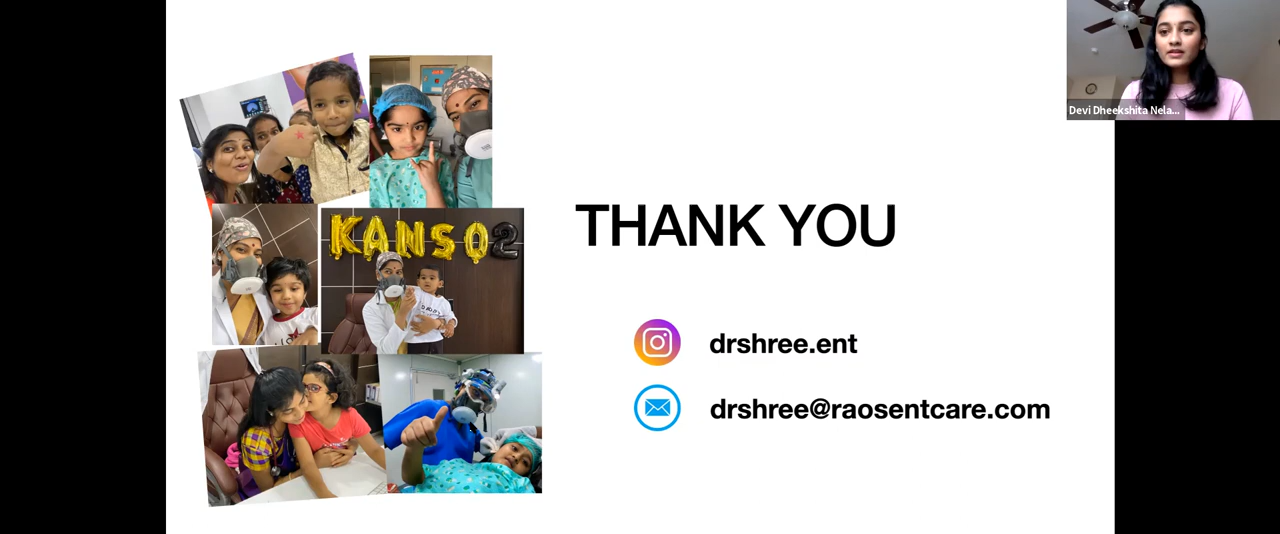 Devi Dheekshita Nela...
KANSO2
THANK YOU
drshree.ent
drshree@raosentcare.com